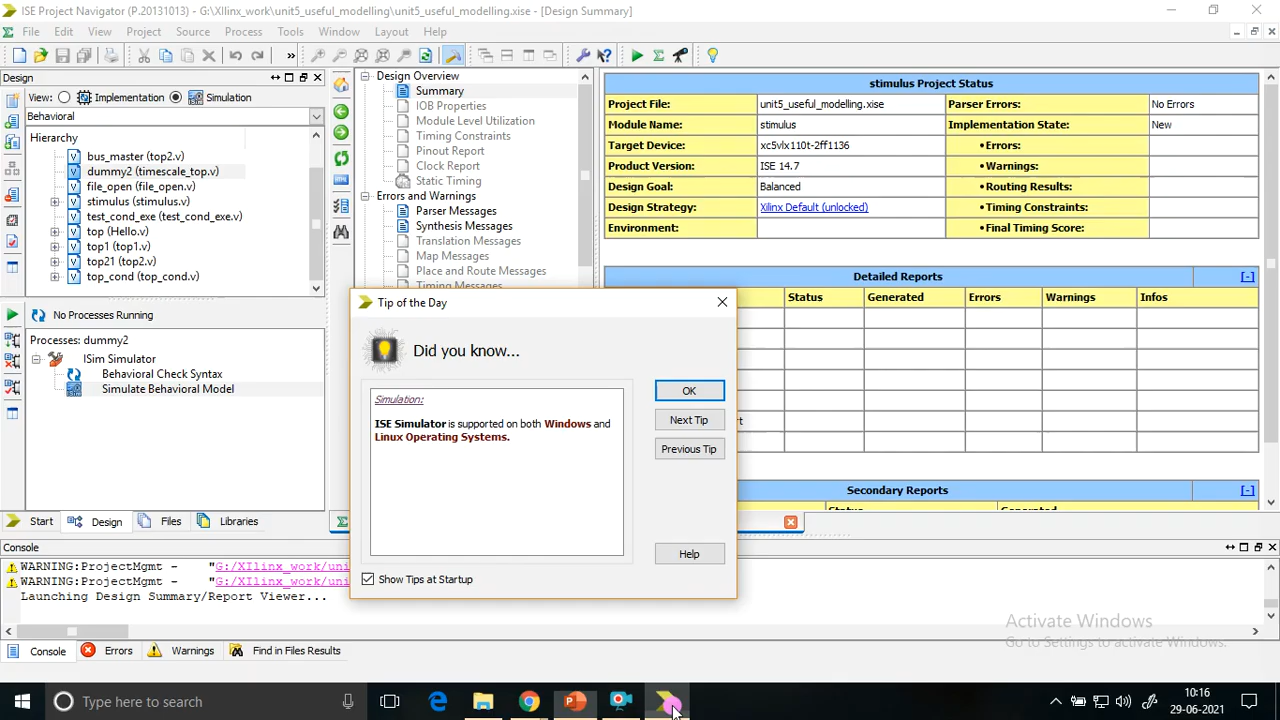 ISE Project Navigator (P.20131013) - G:\XIlinx_work\unit5_useful_modelling\unit5_useful_modelling.xise - [Design Summary]
File Edit View Project Source Process Tools Window Layout Help
Design
View: Implementation Simulation
Behavioral
Hierarchy
bus_master (top2.v)
dummy2 (timescale_top.v)
file_open (file_open.v)
stimulus (stimulus.v)
test_cond_exe (test_cond_exe.v)
top (Hello.v)
top1 (top1.v)
top21 (top2.v)
top_cond (top_cond.v)
No Processes Running
Processes: dummy2
ISim Simulator
Behavioral Check Syntax
Simulate Behavioral Model
Start Design Files Libraries
Design Overview
Summary
IOB Properties
Module Level Utilization
Timing Constraints
Pinout Report
Clock Report
Static Timing
Errors and Warnings
Parser Messages
Synthesis Messages
Translation Messages
Map Messages
Place and Route Messages
Timing Messages
stimulus Project Status
Project File: unit5_useful_modelling.xise Parser Errors: No Errors
Module Name: stimulus Implementation State: New
Target Device: xc5vlx110t-2ff1136 •Errors:
Product Version: ISE 14.7 •Warnings:
Design Goal: Balanced •Routing Results:
Design Strategy: Xilinx Default (unlocked) •Timing Constraints:
Environment: •Final Timing Score:
Detailed Reports [-]
Status Generated Errors Warnings Infos
Secondary Reports [-]
Status Generated
Tip of the Day
Did you know...
Simulation:
ISE Simulator is supported on both Windows and
Linux Operating Systems.
OK
Next Tip
Previous Tip
Help
Show Tips at Startup
Console
WARNING:ProjectMgmt - "G:/XIlinx_work/uni
WARNING:ProjectMgmt - "G:/XIlinx_work/uni
Launching Design Summary/Report Viewer...
Console Errors Warnings Find in Files Results
Activate Windows
Go to Settings to activate Windows.
Type here to search
10:16
29-06-2021